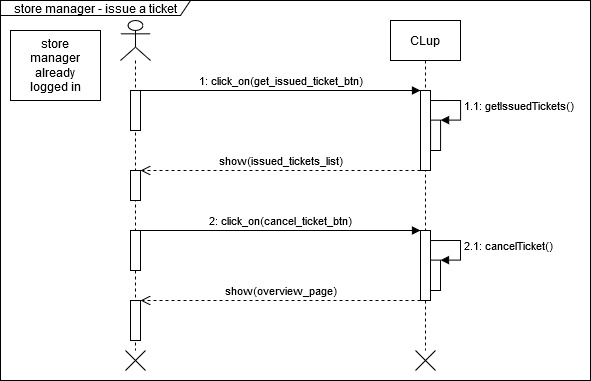 store manager - issue a ticket
store
manager
already
logged in
CLup
1: click_on(get_issued_ticket_btn)
1.1: getIssuedTickets()
show(issued_tickets_list)
2: click_on(cancel_ticket_btn)
2.1: cancelTicket()
show(overview_page)